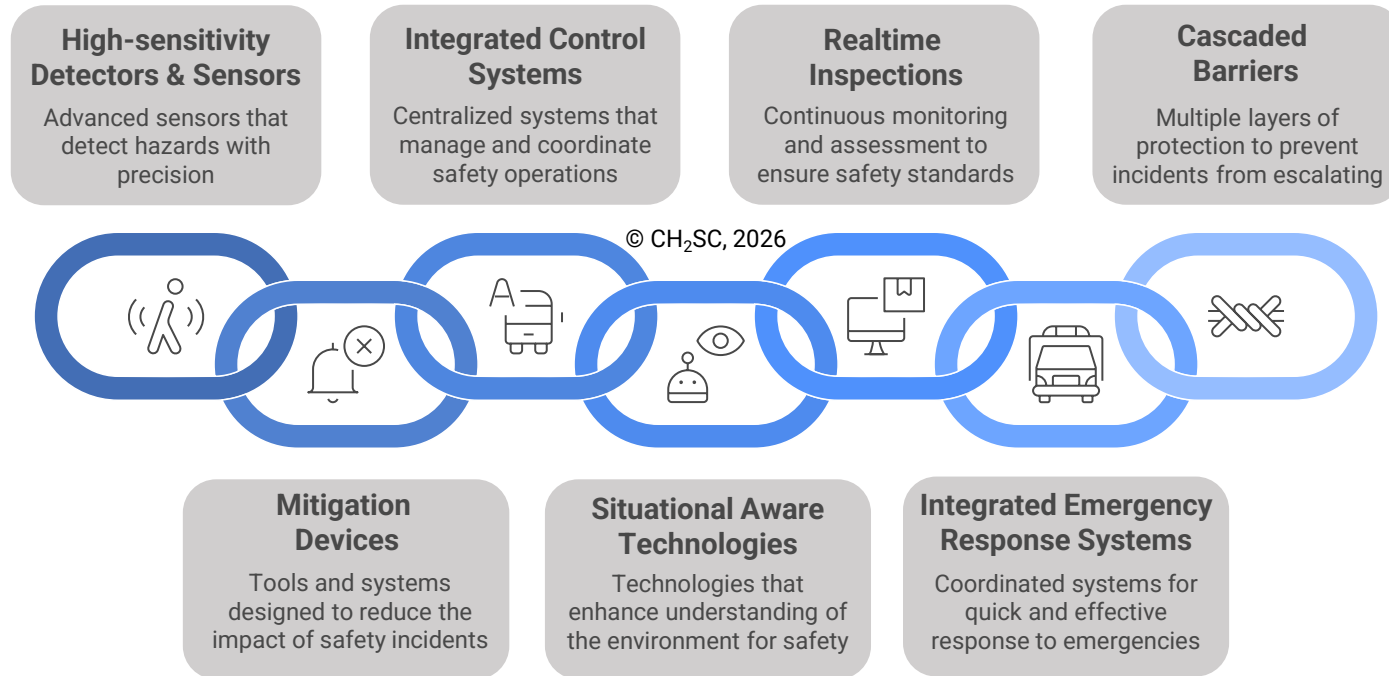 High-sensitivity
Detectors & Sensors
Advanced sensors that
detect hazards with
precision
Integrated Control
Systems
Centralized systems that
manage and coordinate
safety operations
Realtime
Inspections
Continuous monitoring
and assessment to
ensure safety standards
Cascaded
Barriers
Multiple layers of
protection to prevent
incidents from escalating
© CH₂SC, 2026
Mitigation
Devices
Tools and systems
designed to reduce the
impact of safety incidents
Situational Aware
Technologies
Technologies that
enhance understanding of
the environment for safety
Integrated Emergency
Response Systems
Coordinated systems for
quick and effective
response to emergencies